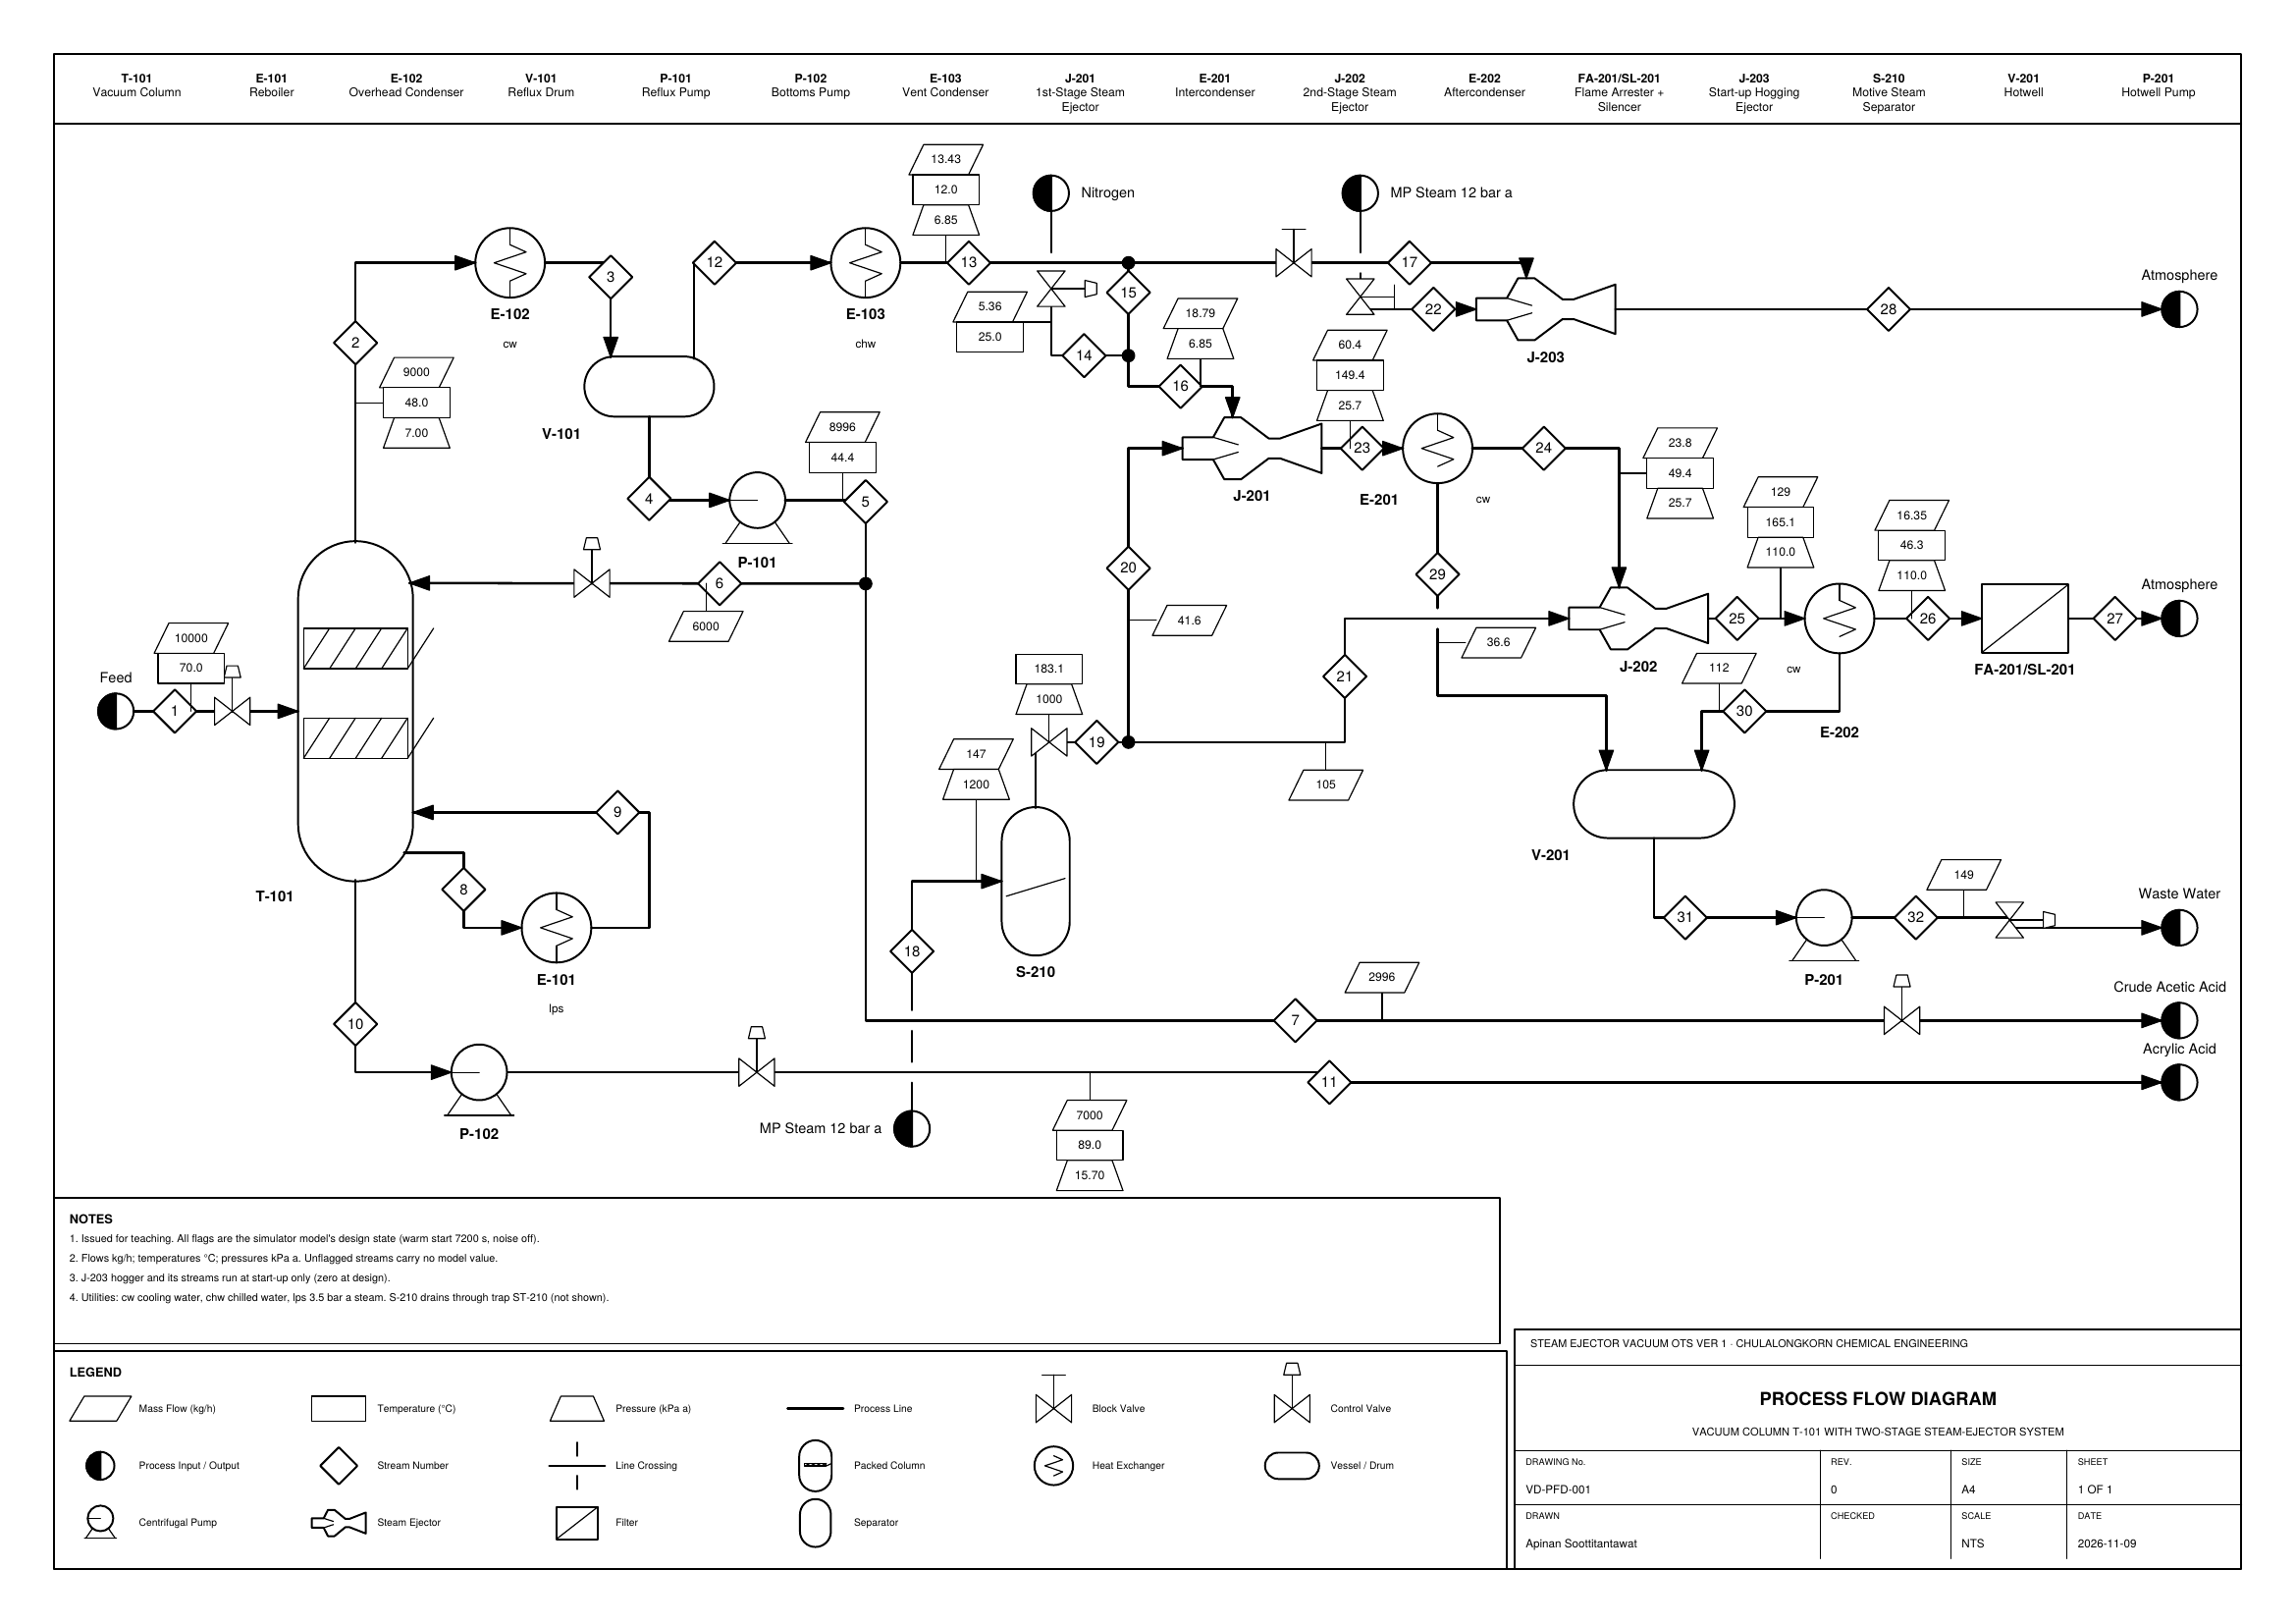 T-101
Vacuum Column
E-101
Reboiler
E-102
Overhead Condenser
V-101
Reflux Drum
P-101
Reflux Pump
P-102
Bottoms Pump
E-103
Vent Condenser
J-201
1st-Stage Steam
Ejector
E-201
Intercondenser
J-202
2nd-Stage Steam
Ejector
E-202
Aftercondenser
FA-201/SL-201
Flame Arrester +
Silencer
J-203
Start-up Hogging
Ejector
S-210
Motive Steam
Separator
V-201
Hotwell
P-201
Hotwell Pump
13.43
12.0
6.85
Nitrogen
MP Steam 12 bar a
12
13
17
3
E-102
cw
E-103
chw
15
5.36
25.0
14
18.79
6.85
16
22
J-203
28
Atmosphere
2
9000
48.0
7.00
V-101
60.4
149.4
25.7
23
J-201
E-201
cw
24
23.8
49.4
25.7
8996
44.4
4
5
P-101
129
165.1
110.0
16.35
46.3
110.0
Atmosphere
6
6000
20
41.6
29
36.6
25
26
27
J-202
cw
FA-201/SL-201
10000
70.0
Feed
1
183.1
1000
21
112
30
E-202
19
147
1200
105
9
8
T-101
E-101
lps
V-201
149
31
32
P-201
Waste Water
18
S-210
2996
7
Crude Acetic Acid
10
11
Acrylic Acid
P-102
MP Steam 12 bar a
7000
89.0
15.70
NOTES
1. Issued for teaching. All flags are the simulator model's design state (warm start 7200 s, noise off).
2. Flows kg/h; temperatures °C; pressures kPa a. Unflagged streams carry no model value.
3. J-203 hogger and its streams run at start-up only (zero at design).
4. Utilities: cw cooling water, chw chilled water, lps 3.5 bar a steam. S-210 drains through trap ST-210 (not shown).
LEGEND
Mass Flow (kg/h)
Temperature (°C)
Pressure (kPa a)
Process Line
Block Valve
Control Valve
Process Input / Output
Stream Number
Line Crossing
Packed Column
Heat Exchanger
Vessel / Drum
Centrifugal Pump
Steam Ejector
Filter
Separator
STEAM EJECTOR VACUUM OTS VER 1 - CHULALONGKORN CHEMICAL ENGINEERING
PROCESS FLOW DIAGRAM
VACUUM COLUMN T-101 WITH TWO-STAGE STEAM-EJECTOR SYSTEM
DRAWING No.
VD-PFD-001
REV.
0
SIZE
A4
SHEET
1 OF 1
DRAWN
Apinan Soottitantawat
CHECKED
SCALE
NTS
DATE
2026-11-09